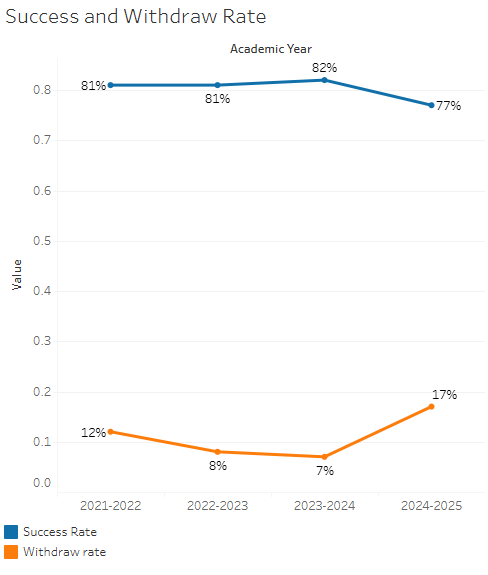 Success and Withdraw Rate
Academic Year
82%
81%
81%
77%
0.8
0.7
0.6
0.5
Value
0.4
0.3
0.2
17%
12%
0.1
8%
7%
0.0
2021-2022 2022-2023 2023-2024 2024-2025
Success Rate
Withdraw rate